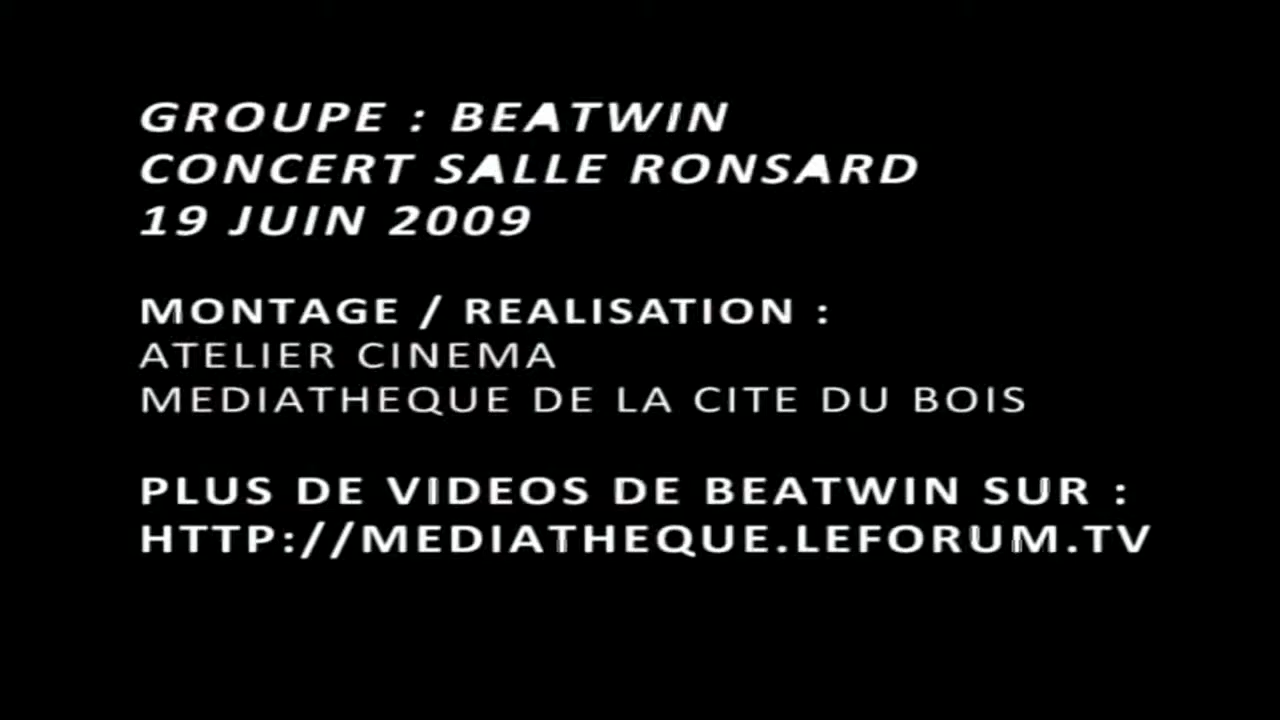 GROUPE : BEATWIN
CONCERT SALLE RONSARD
19 JUIN 2009
MONTAGE / REALISATION :
ATELIER CINEMA
MEDIATHEQUE DE LA CITE DU BOIS
PLUS DE VIDEOS DE BEATWIN SUR :
HTTP://MEDIATHEQUE.LEFORUM.TV